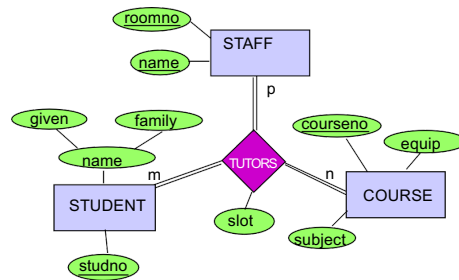 roomno
STAFF
name
p
given
family
courseno
equip
name
TUTORS
m
n
STUDENT
COURSE
slot
subject
studno